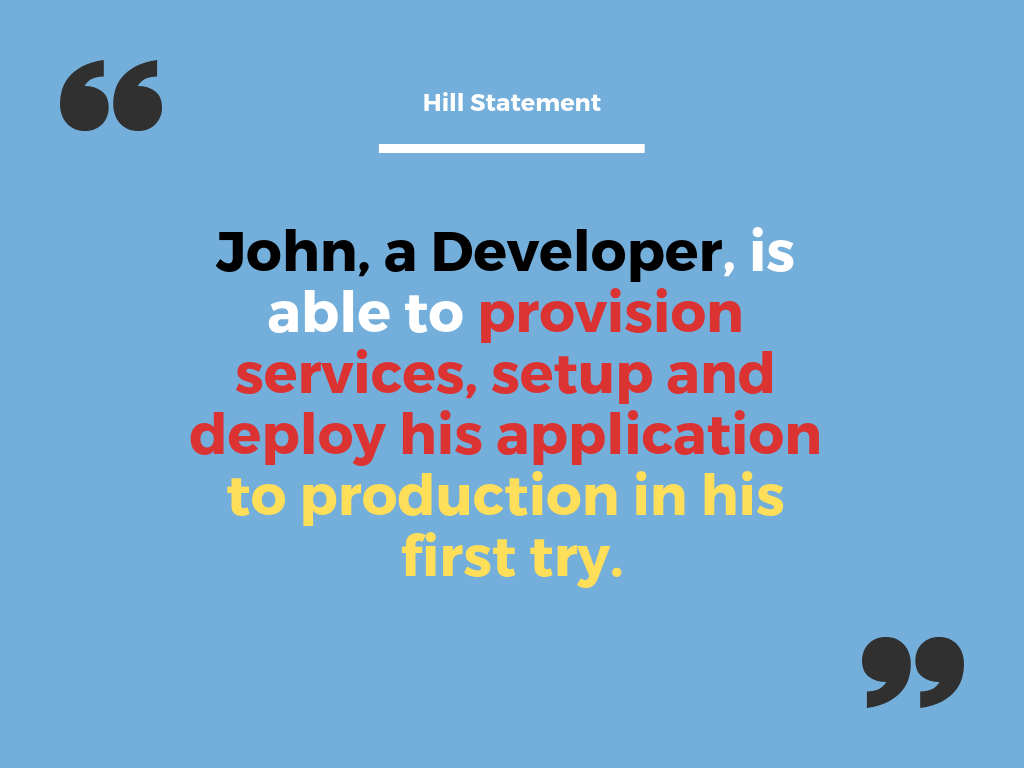 Hill Statement
John, a Developer, is
able to provision
services, setup and
deploy his application
to production in his
first try.